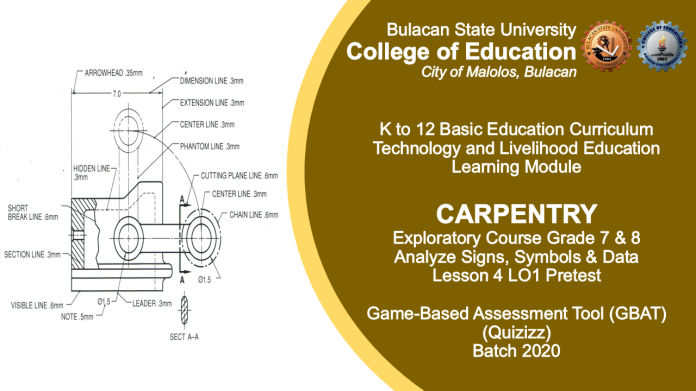 ARROWHEAD .35mm
DIMENSION LINE .3mm
7.0
EXTENSION LINE .3mm
CENTER LINE .3mm
PHANTOM LINE .3mm
HIDDEN LINE
.3mm
CUTTING PLANE LINE .6mm
A
CENTER LINE .3mm
SHORT
BREAK LINE .6mm
CHAIN LINE .6mm
SECTION LINE .3mm
A
Ø1.5
VISIBLE LINE .6mm
Ø1.5
LEADER .3mm
NOTE .5mm
SECT A–A
Bulacan State University
College of Education
City of Malolos, Bulacan
K to 12 Basic Education Curriculum
Technology and Livelihood Education
Learning Module
CARPENTRY
Exploratory Course Grade 7 & 8
Analyze Signs, Symbols & Data
Lesson 4 LO1 Pretest
Game-Based Assessment Tool (GBAT)
(Quizizz)
Batch 2020